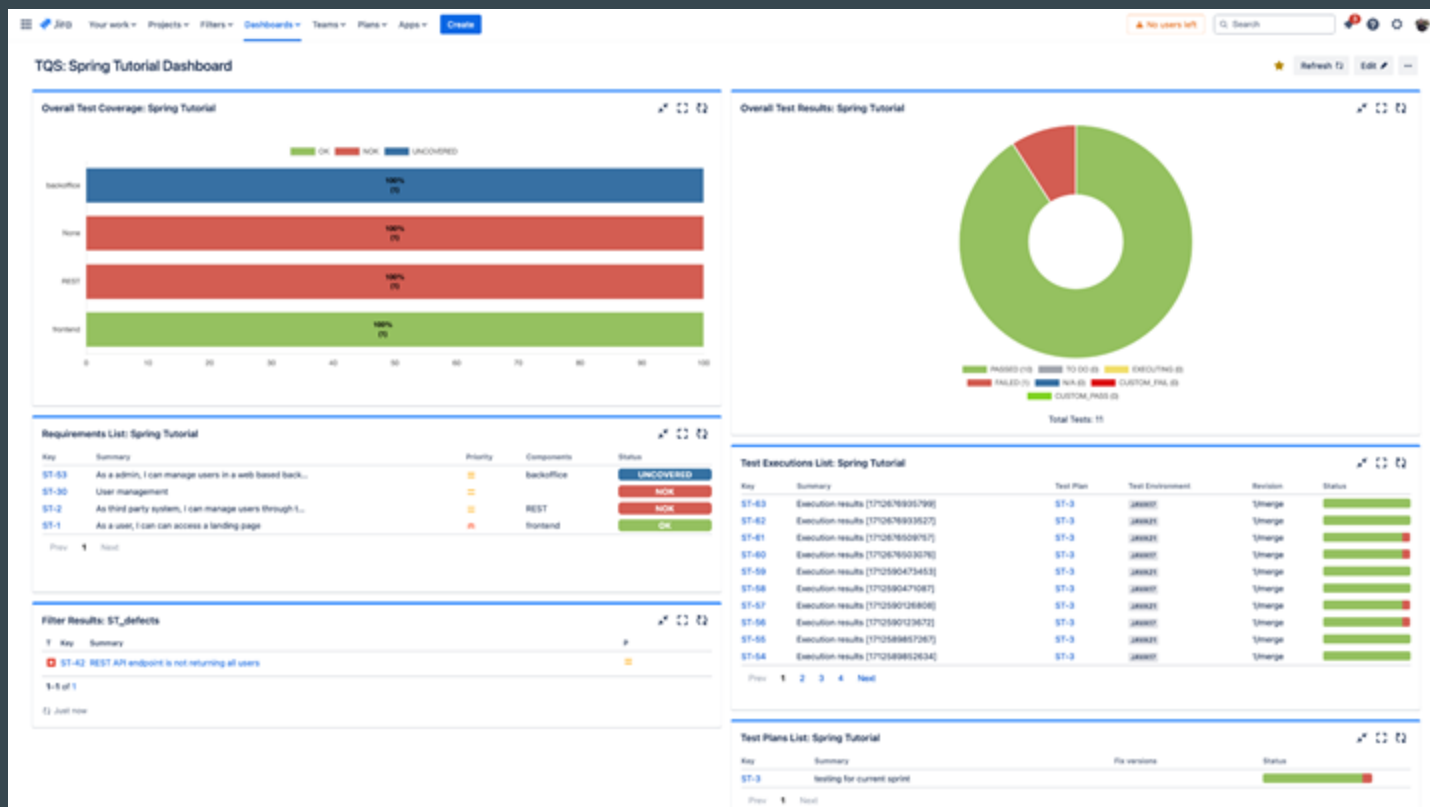 Jira Your work Projects Filters Dashboards Teams Plans Apps Create No users left Search
TQS: Spring Tutorial Dashboard
Refresh Edit
Overall Test Coverage: Spring Tutorial
OK NOK UNCOVERED
backoffice 100% (1)
None 100% (1)
REST 100% (1)
frontend 100% (1)
0 10 20 30 40 50 60 70 80 90 100
Requirements List: Spring Tutorial
Key Summary Priority Components Status
ST-53 As a admin, I can manage users in a web based back... backoffice UNCOVERED
ST-30 User management NOK
ST-2 As third party system, I can manage users through t... REST NOK
ST-1 As a user, I can can access a landing page frontend OK
Prev 1 Next
Filter Results: ST_defects
T Key Summary P
ST-42 REST API endpoint is not returning all users
1-1 of 1
Just now
Overall Test Results: Spring Tutorial
PASSED (10) TO DO (0) EXECUTING (0)
FAILED (1) N/A (0) CUSTOM_FAIL (0)
CUSTOM_PASS (0)
Total Tests: 11
Test Executions List: Spring Tutorial
Key Summary Test Plan Test Environment Revision Status
ST-63 Execution results [1712676935799] ST-3 JAVA17 1/merge
ST-62 Execution results [1712676933527] ST-3 JAVA21 1/merge
ST-61 Execution results [1712676509757] ST-3 JAVA21 1/merge
ST-60 Execution results [1712676503076] ST-3 JAVA17 1/merge
ST-59 Execution results [1712590473453] ST-3 JAVA21 1/merge
ST-58 Execution results [1712590471087] ST-3 JAVA17 1/merge
ST-57 Execution results [1712590126808] ST-3 JAVA21 1/merge
ST-56 Execution results [1712590123672] ST-3 JAVA17 1/merge
ST-55 Execution results [1712589857267] ST-3 JAVA21 1/merge
ST-54 Execution results [1712589852634] ST-3 JAVA17 1/merge
Prev 1 2 3 4 Next
Test Plans List: Spring Tutorial
Key Summary Fix versions Status
ST-3 testing for current sprint
Prev 1 Next